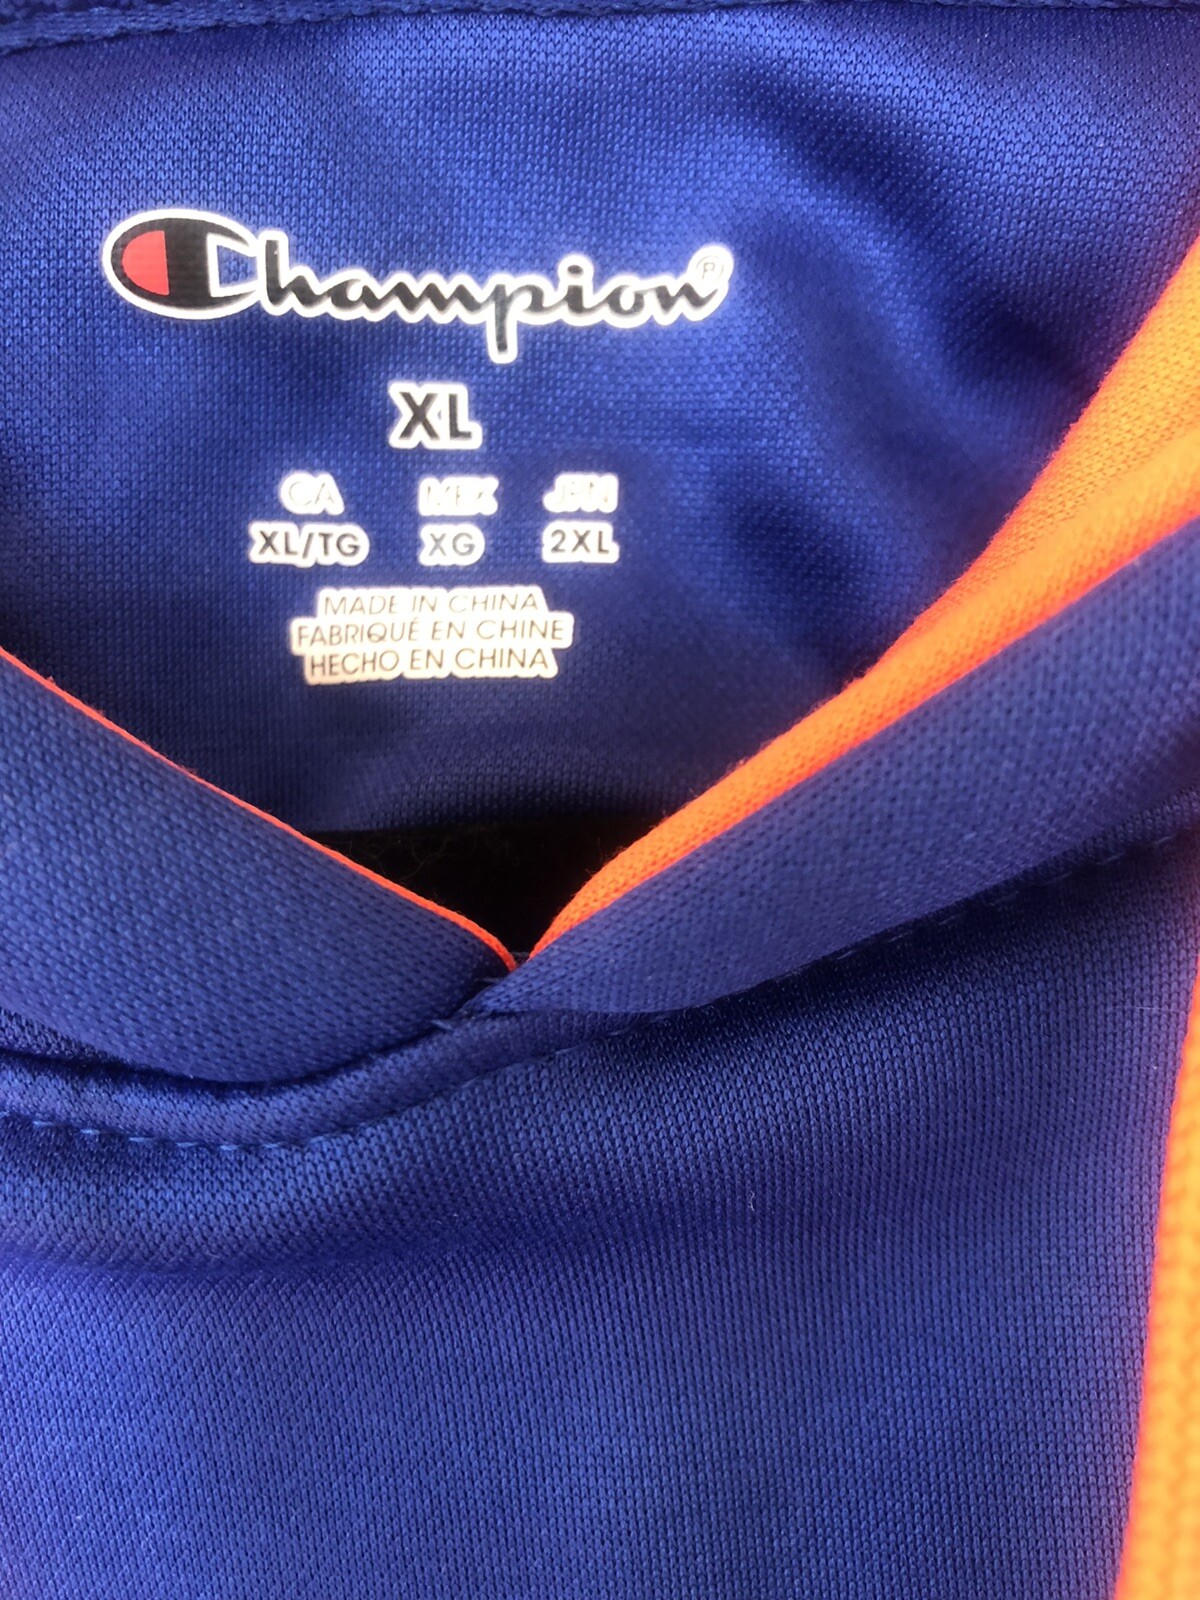 Champion®
XL
CA MEX JPN
XL/TG XG 2XL
MADE IN CHINA
FABRIQUÉ EN CHINE
HECHO EN CHINA